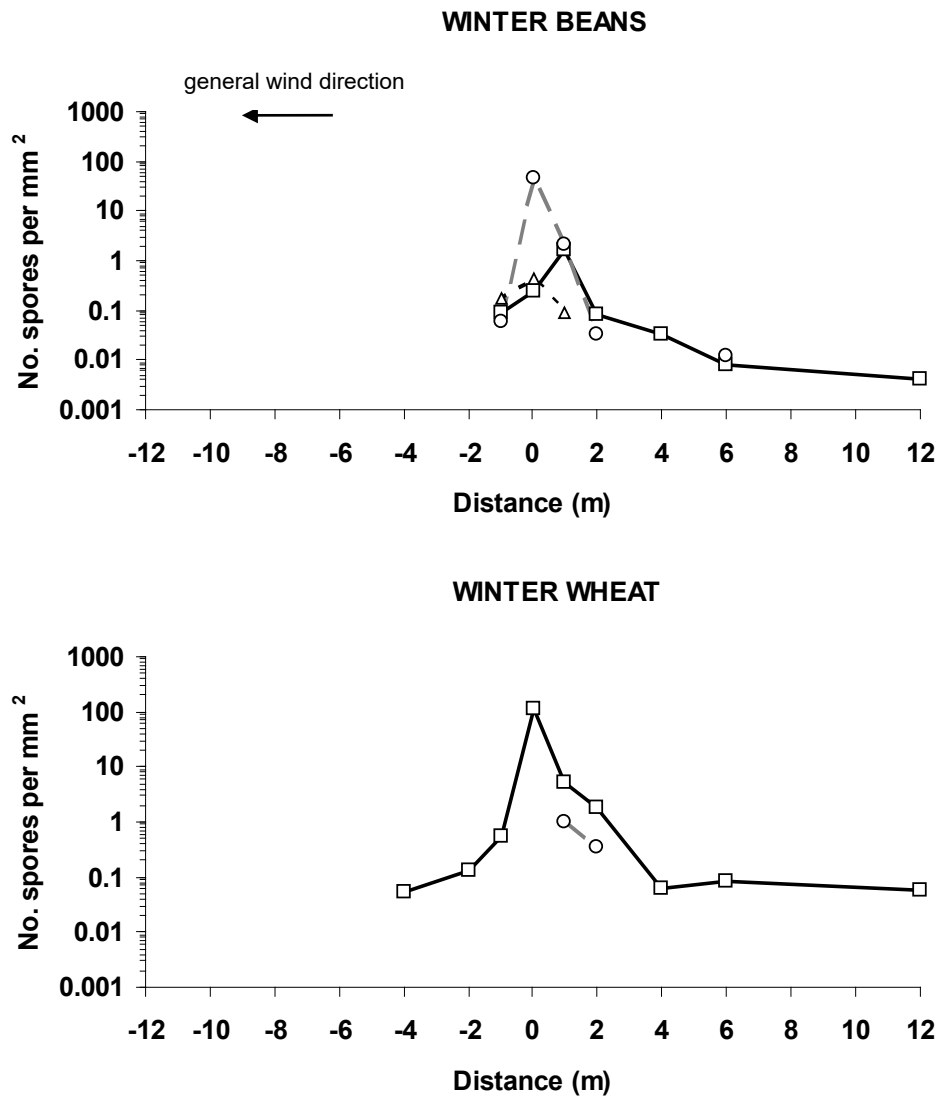 WINTER BEANS
general wind direction
No. spores per mm 2
1000
100
10
1
0.1
0.01
0.001
-12 -10 -8 -6 -4 -2 0 2 4 6 8 10 12
Distance (m)
WINTER WHEAT
No. spores per mm 2
1000
100
10
1
0.1
0.01
0.001
-12 -10 -8 -6 -4 -2 0 2 4 6 8 10 12
Distance (m)